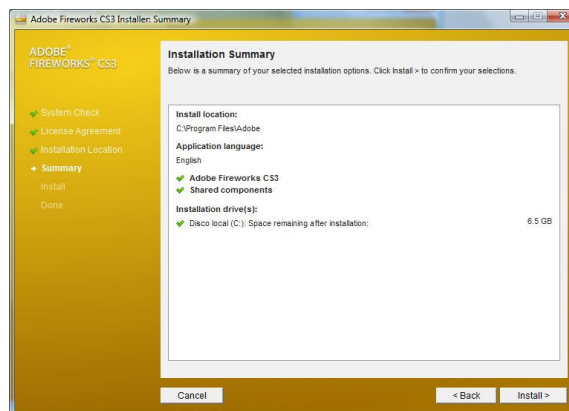 Adobe Fireworks CS3 Installer: Summary
ADOBE®
FIREWORKS® CS3
System Check
License Agreement
Installation Location
Summary
Install
Done
Installation Summary
Below is a summary of your selected installation options. Click Install > to confirm your selections.
Install location:
C:\Program Files\Adobe
Application language:
English
Adobe Fireworks CS3
Shared components
Installation drive(s):
Disco local (C:): Space remaining after installation: 6.5 GB
Cancel < Back Install >